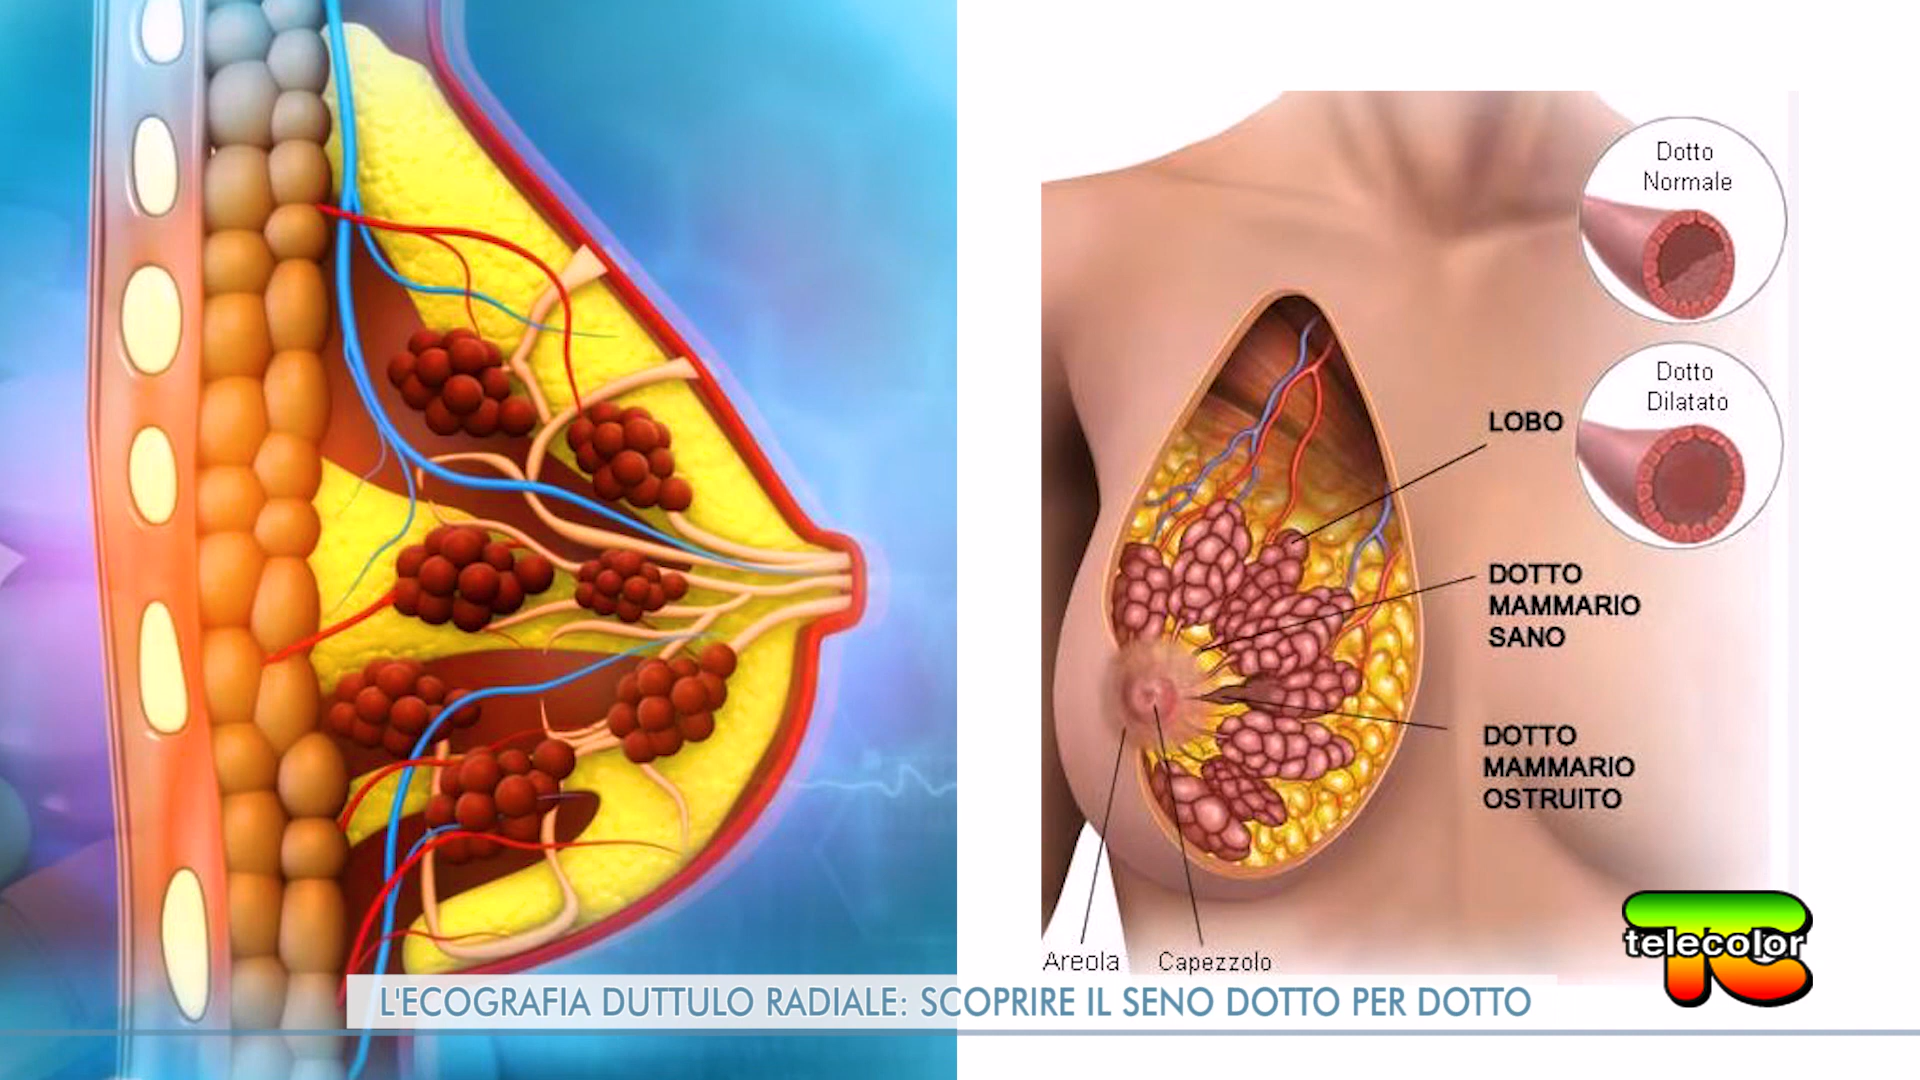 Dotto
Normale
Dotto
Dilatato
LOBO
DOTTO
MAMMARIO
SANO
DOTTO
MAMMARIO
OSTRUITO
telecolor
Areola
Capezzolo
L'ECOGRAFIA DUTTULO RADIALE: SCOPRIRE IL SENO DOTTO PER DOTTO